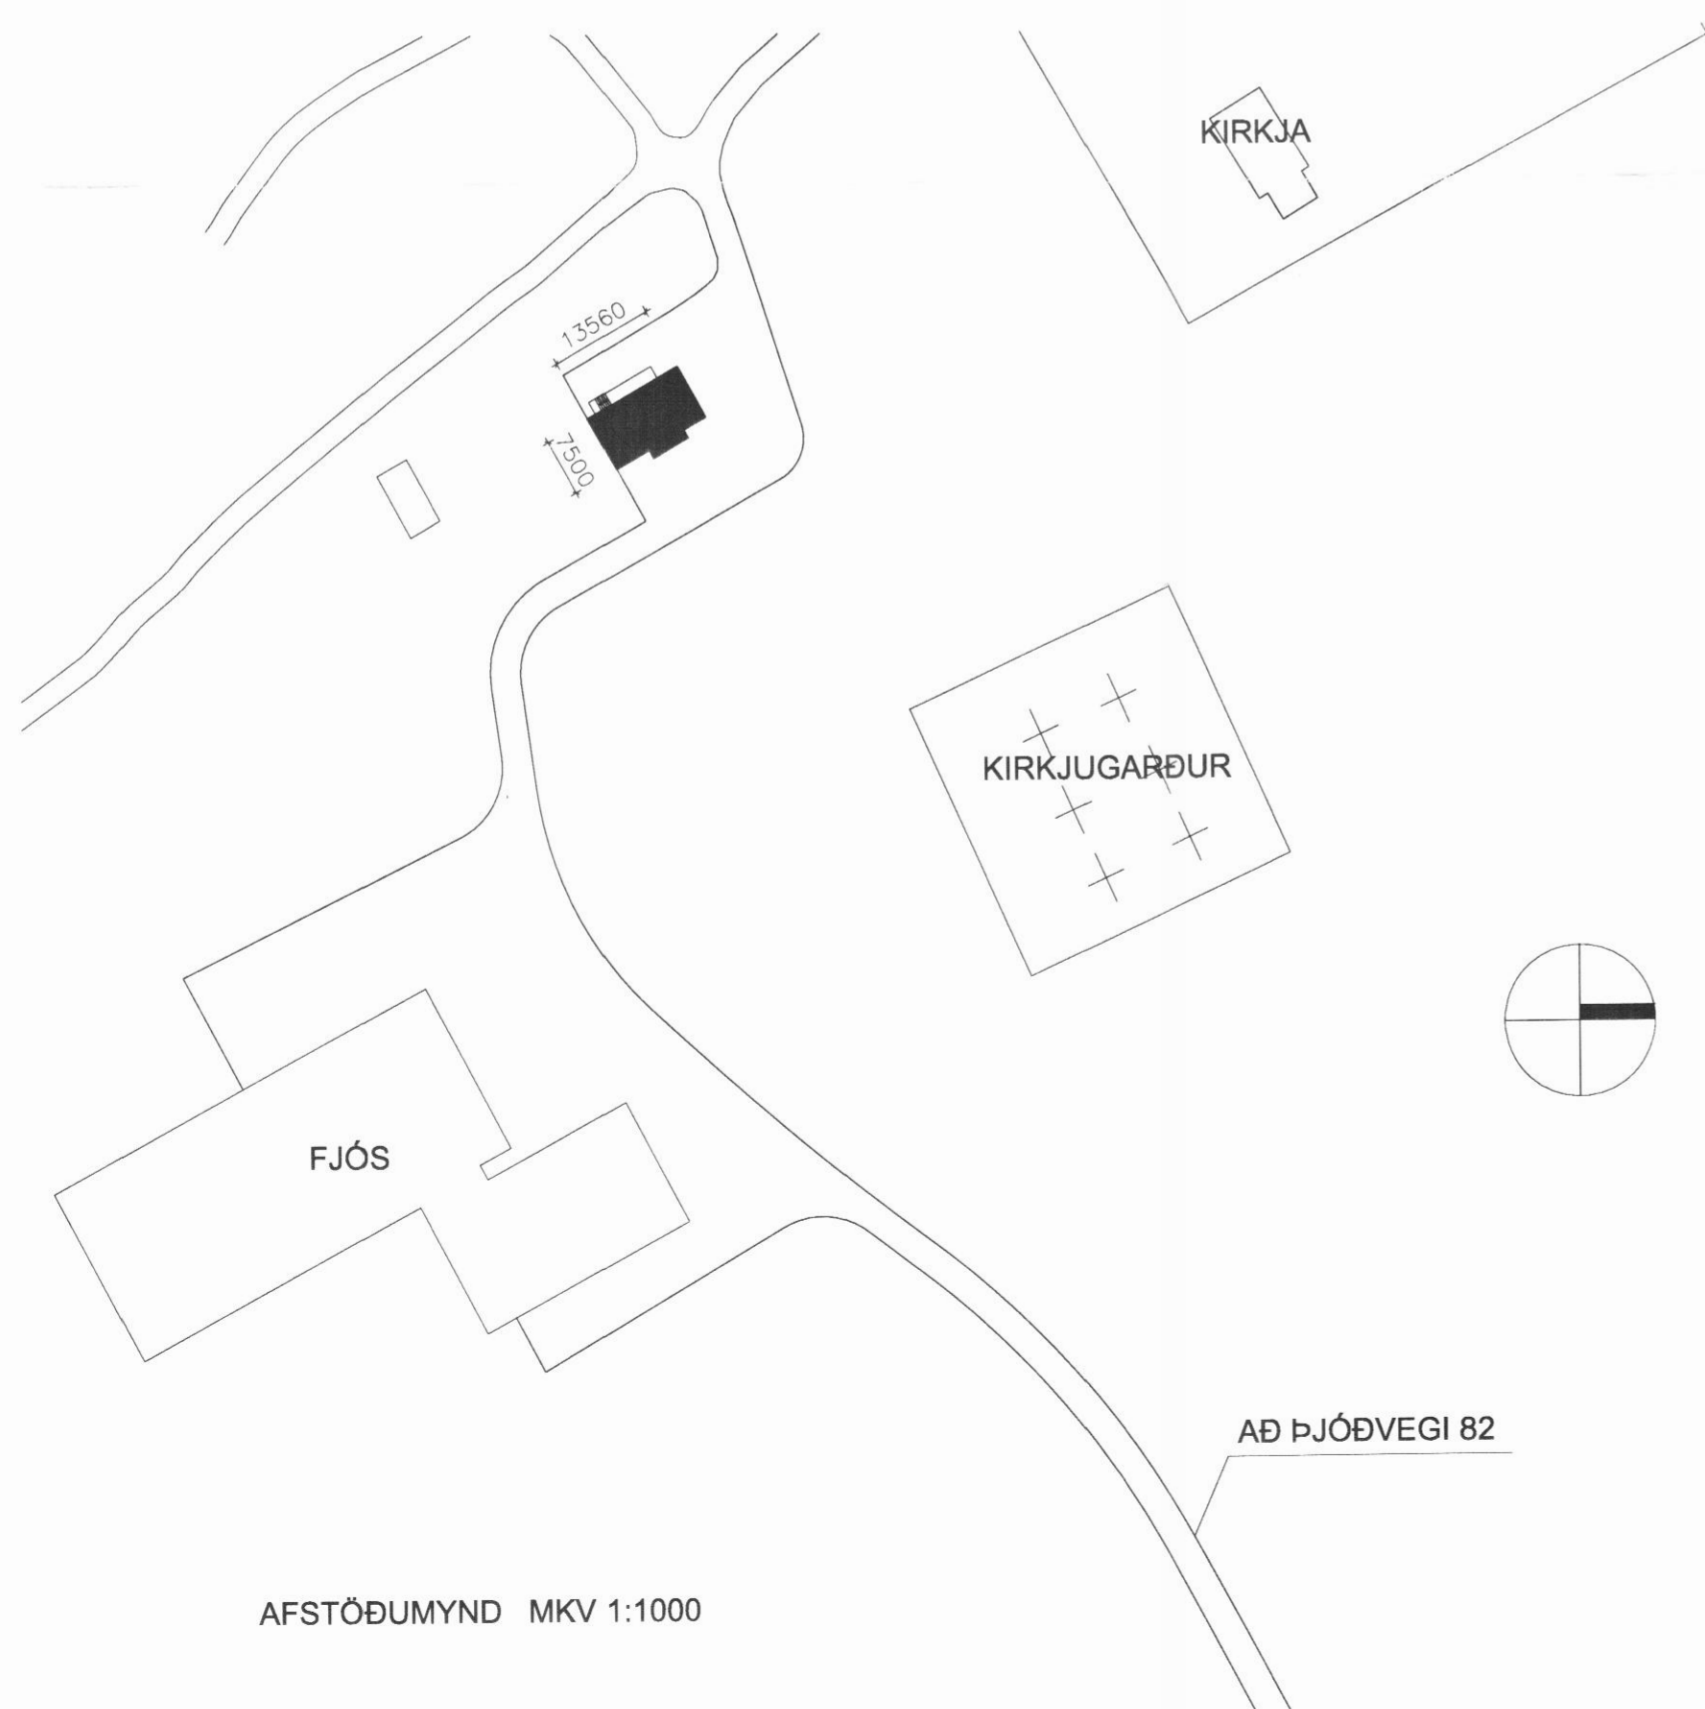 KIRKJA
13560
7500
KIRKJUGARÐUR
FJÓS
AÐ ÞJÓÐVEGI 82
AFSTÖÐUMYND MKV 1:1000